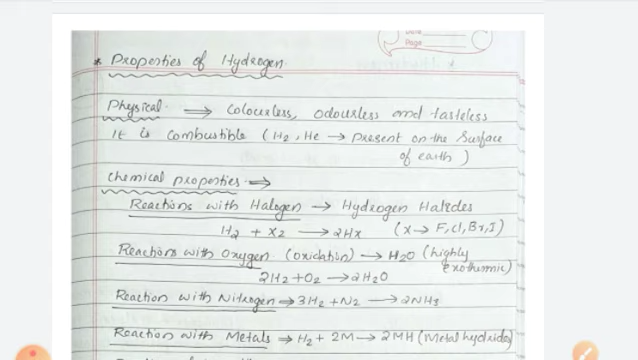 Page
* Properties of Hydrogen
Physical ⟹ Colourless, odourless and tasteless
It is combustible (H2, He → present on the surface
of earth)
Chemical properties ⟹
Reactions with Halogen → Hydrogen Halides
H2 + X2 → 2HX (X → F, Cl, Br, I)
Reactions with Oxygen (oxidation) → H2O (highly
exothermic)
2H2 + O2 → 2H2O
Reaction with Nitrogen → 3H2 + N2 → 2NH3
Reaction with Metals → H2 + 2M → 2MH (Metal hydride)